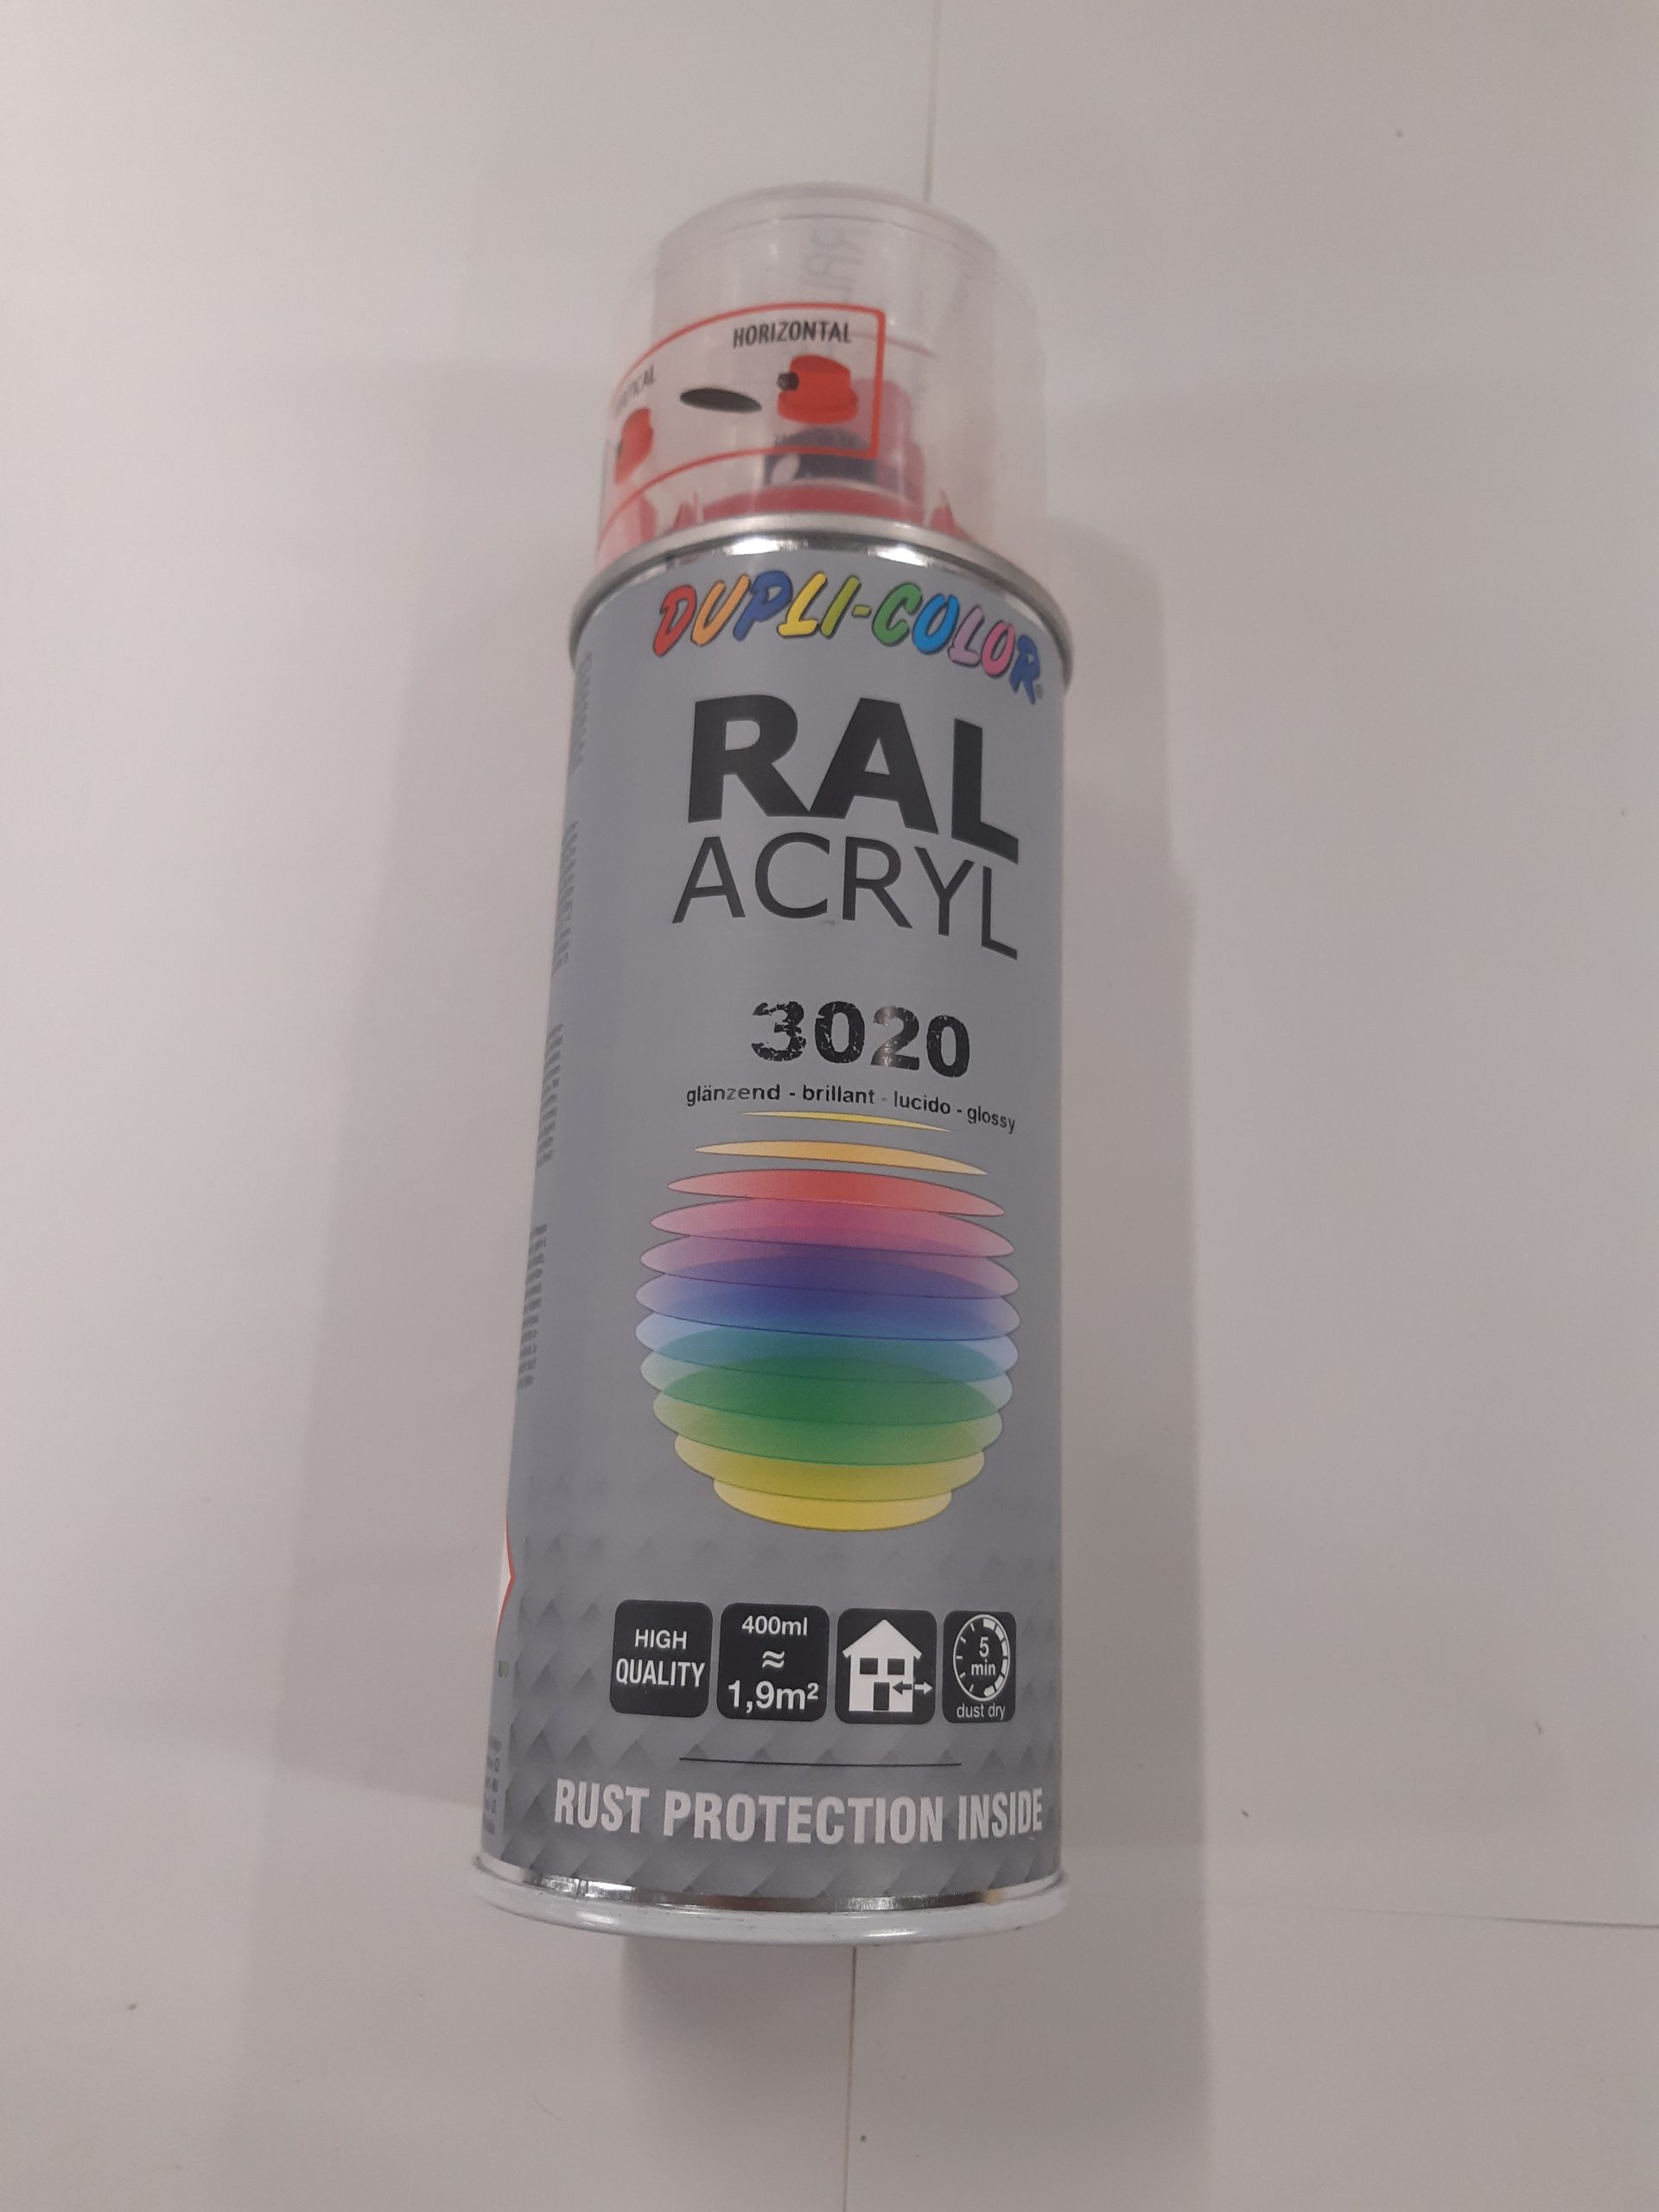 HORIZONTAL
DUPLI-COLOR®
RAL
ACRYL
3020
glänzend - brillant - lucido - glossy
HIGH
QUALITY
400ml
≈
1,9m²
5
min
dust dry
RUST PROTECTION INSIDE